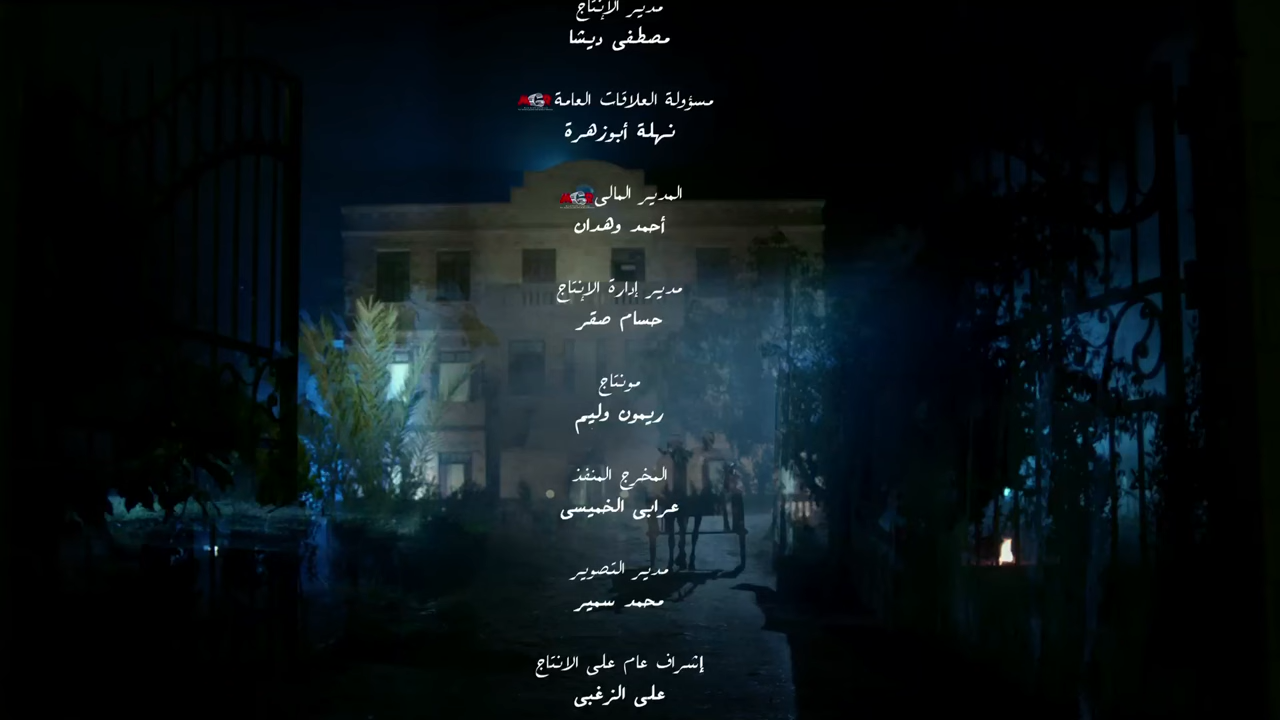 مدير الإنتاج
مصطفى ديشا
مسؤولة العلاقات العامة
نهلة أبوزهرة
المدير المالى
أحمد وهدان
مدير إدارة الإنتاج
حسام صقر
مونتاج
ريمون وليم
المخرج المنفذ
عرابى الخميسى
مدير التصوير
محمد سمير
إشراف عام على الانتاج
على الزغبى